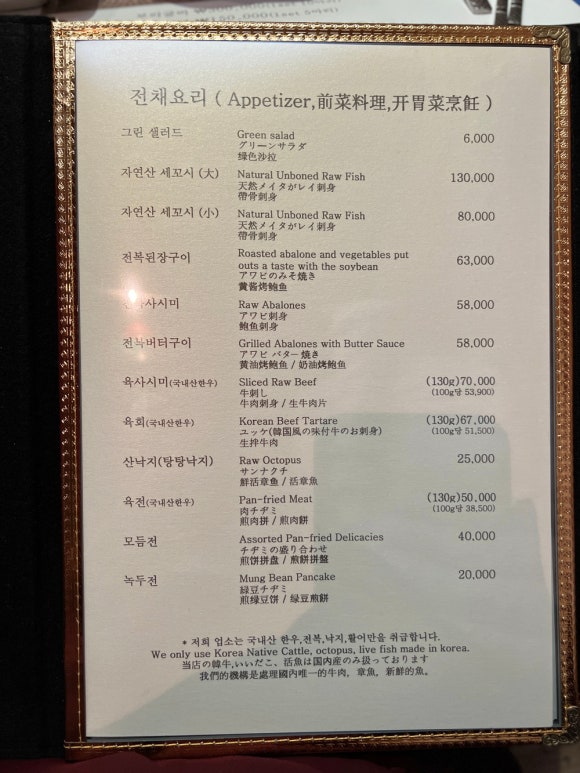 전채요리 ( Appetizer,前菜料理,开胃菜烹飪 )
그린 샐러드 Green salad 6,000
グリーンサラダ
绿色沙拉
자연산 세꼬시 (大) Natural Unboned Raw Fish 130,000
天然メイタがレイ刺身
帶骨刺身
자연산 세꼬시 (小) Natural Unboned Raw Fish 80,000
天然メイタがレイ刺身
帶骨刺身
전복된장구이 Roasted abalone and vegetables put 63,000
outs a taste with the soybean
アワビのみそ焼き
黄酱烤鲍鱼
사시미 Raw Abalones 58,000
アワビ刺身
鲍鱼刺身
전복버터구이 Grilled Abalones with Butter Sauce 58,000
アワビ バター焼き
黄油烤鲍鱼 / 奶油烤鲍鱼
육사시미(국내산한우) Sliced Raw Beef (130g)70,000
牛刺し (100g당 53,900)
牛肉刺身 / 生牛肉片
육회(국내산한우) Korean Beef Tartare (130g)67,000
ユッケ(韓国風の味付牛のお刺身) (100g당 51,500)
生拌牛肉
산낙지(탕탕낙지) Raw Octopus 25,000
サンナクチ
鮮活章鱼 / 活章魚
육전(국내산한우) Pan-fried Meat (130g)50,000
肉チヂミ (100g당 38,500)
煎肉拼 / 煎肉餠
모듬전 Assorted Pan-fried Delicacies 40,000
チヂミの盛り合わせ
煎饼拼盘 / 煎餠拼盤
녹두전 Mung Bean Pancake 20,000
緑豆チヂミ
煎绿豆饼 / 绿豆煎餠
* 저희 업소는 국내산 한우,전복,낙지,활어만을 취급합니다.
We only use Korea Native Cattle, octopus, live fish made in korea.
当店の韓牛,いいだこ、活魚は国内産のみ扱っております
我們的機構是處理國內唯一的牛肉, 章魚, 新鮮的魚。